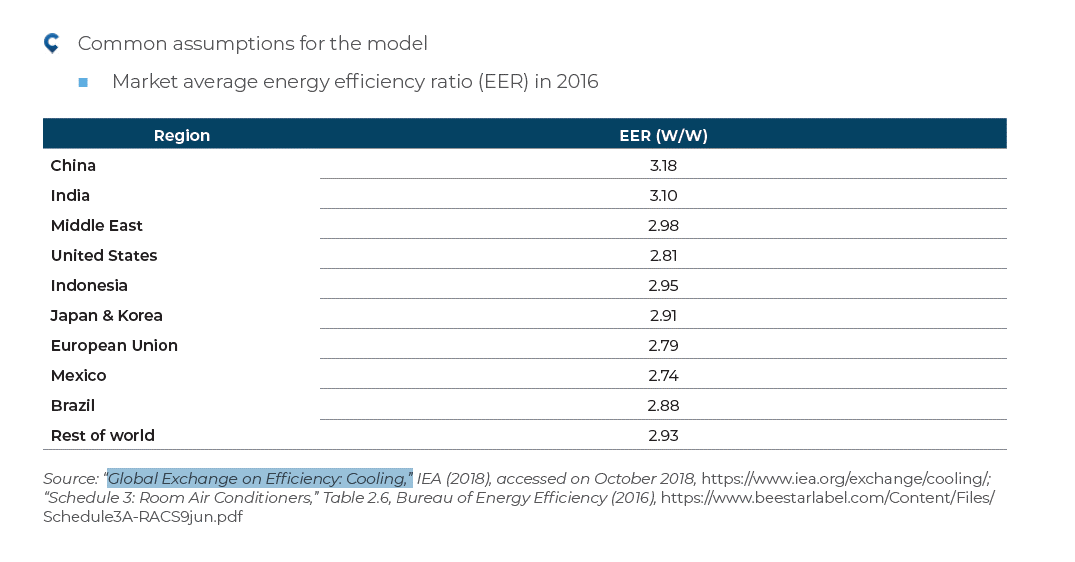 Common assumptions for the model
Market average energy efficiency ratio (EER) in 2016
Region EER (W/W)
China 3.18
India 3.10
Middle East 2.98
United States 2.81
Indonesia 2.95
Japan & Korea 2.91
European Union 2.79
Mexico 2.74
Brazil 2.88
Rest of world 2.93
Source: “Global Exchange on Efficiency: Cooling,” IEA (2018), accessed on October 2018, https://www.iea.org/exchange/cooling/;
“Schedule 3: Room Air Conditioners,” Table 2.6, Bureau of Energy Efficiency (2016), https://www.beestarlabel.com/Content/Files/
Schedule3A-RACS9jun.pdf